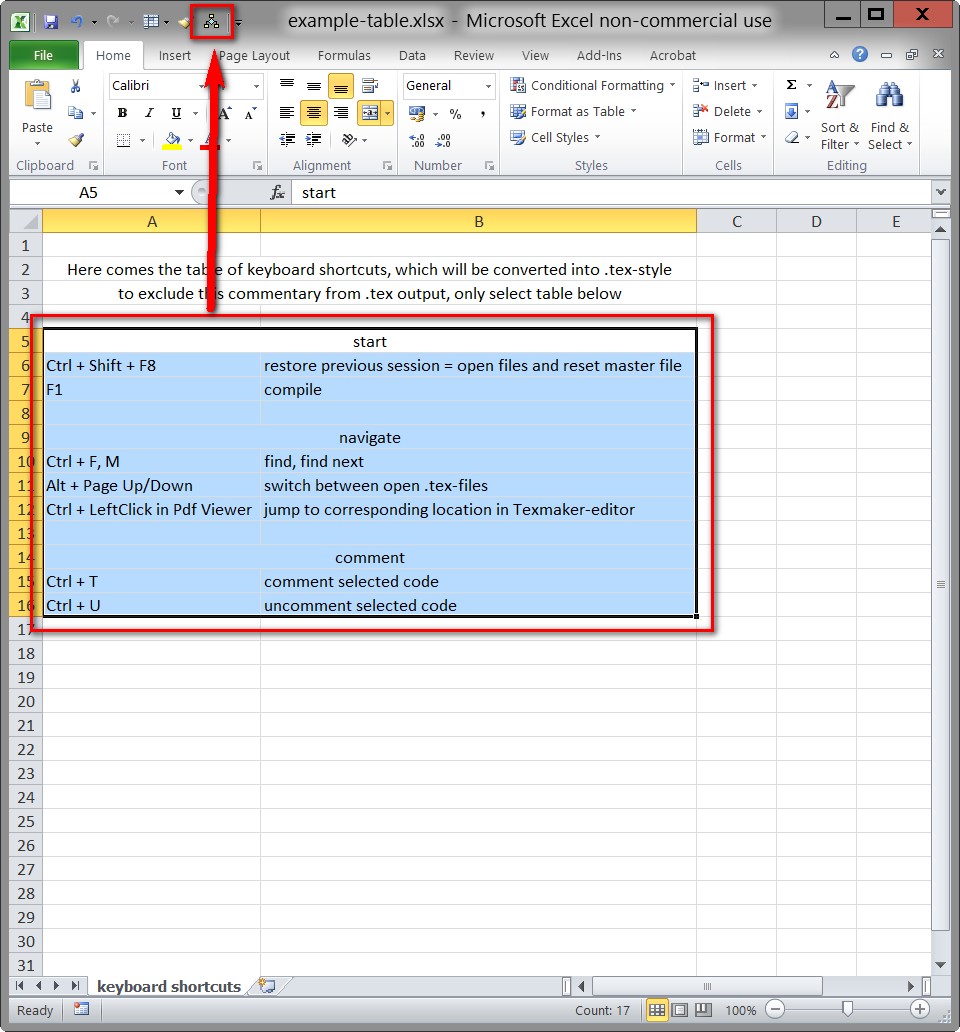 example-table.xlsx - Microsoft Excel non-commercial use
File Home Insert Page Layout Formulas Data Review View Add-Ins Acrobat
Paste
Clipboard
Calibri
B I U A A
A
Font
Alignment
General
% ,
Number
Conditional Formatting
Format as Table
Cell Styles
Styles
Insert
Delete
Format
Cells
Σ
Sort & Filter
Find & Select
Editing
A5 fx start
A B C D E
1
2 Here comes the table of keyboard shortcuts, which will be converted into .tex-style
3 to exclude this commentary from .tex output, only select table below
4
5 start
6 Ctrl + Shift + F8 restore previous session = open files and reset master file
7 F1 compile
8
9 navigate
10 Ctrl + F, M find, find next
11 Alt + Page Up/Down switch between open .tex-files
12 Ctrl + LeftClick in Pdf Viewer jump to corresponding location in Texmaker-editor
13
14 comment
15 Ctrl + T comment selected code
16 Ctrl + U uncomment selected code
17
18
19
20
21
22
23
24
25
26
27
28
29
30
31
keyboard shortcuts
Ready Count: 17 100%